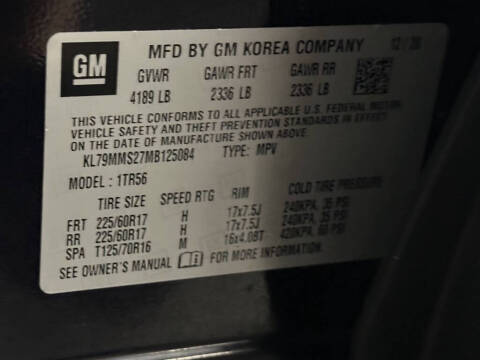 GM MFD BY GM KOREA COMPANY 12/20
GVWR GAWR FRT GAWR RR
4189 LB 2336 LB 2336 LB
THIS VEHICLE CONFORMS TO ALL APPLICABLE U.S. FEDERAL MOTOR
VEHICLE SAFETY AND THEFT PREVENTION STANDARDS IN EFFECT
ON THE DATE OF MANUFACTURE SHOWN ABOVE.
KL79MMS27MB125084 TYPE: MPV
MODEL: 1TR56
TIRE SIZE SPEED RTG RIM COLD TIRE PRESSURE
FRT 225/60R17 H 17x7.5J 240KPA, 35 PSI
RR 225/60R17 H 17x7.5J 240KPA, 35 PSI
SPA T125/70R16 M 16x4.0BT 420KPA, 60 PSI
SEE OWNER'S MANUAL FOR MORE INFORMATION